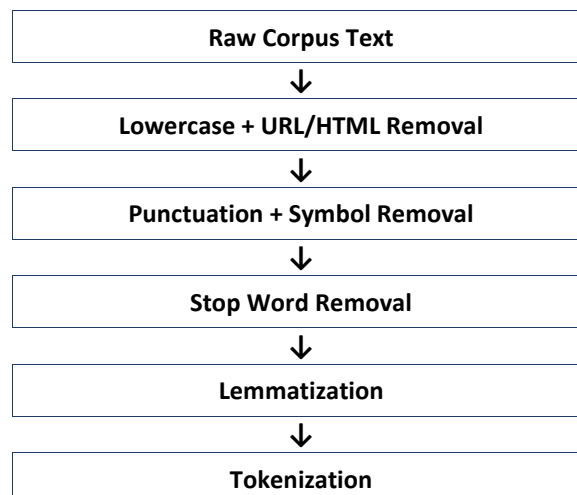 Raw Corpus Text
Lowercase + URL/HTML Removal
Punctuation + Symbol Removal
Stop Word Removal
Lemmatization
Tokenization